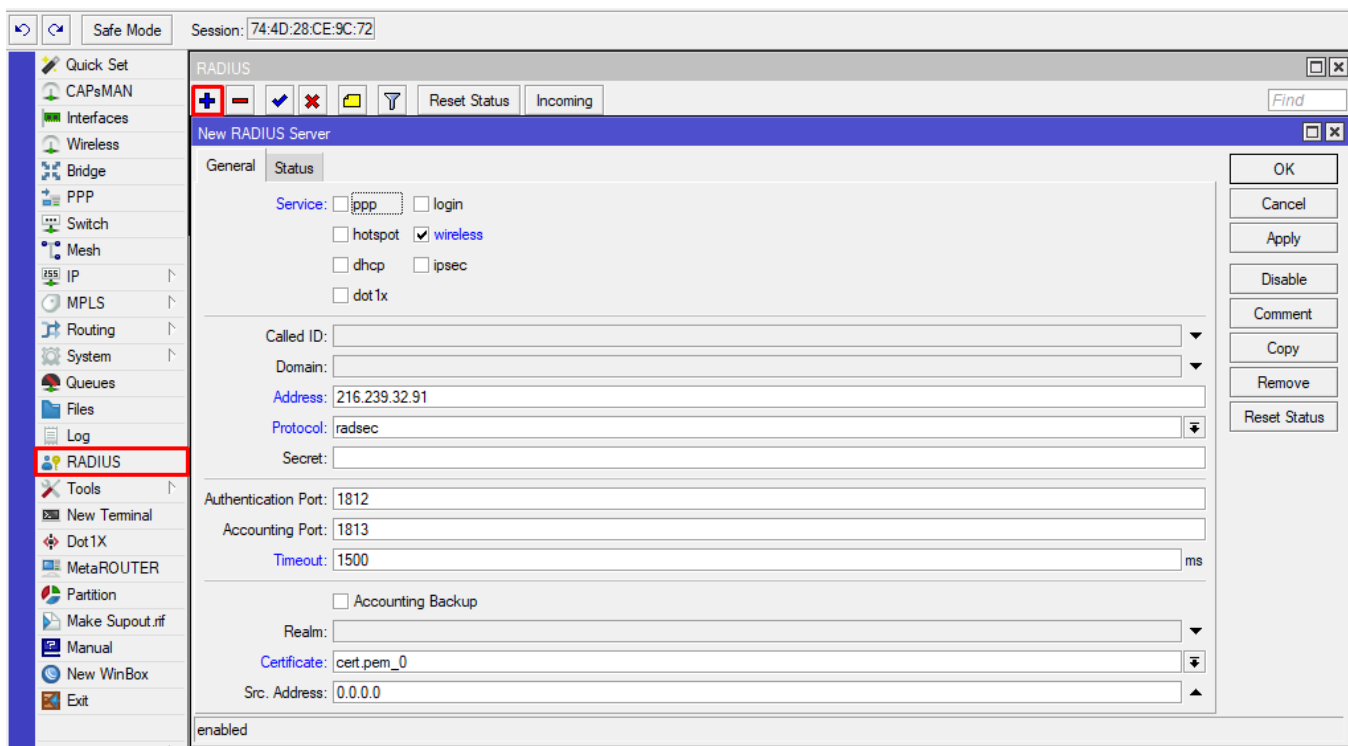 Safe Mode Session: 74:4D:28:CE:9C:72
Quick Set
CAPsMAN
Interfaces
Wireless
Bridge
PPP
Switch
Mesh
IP
MPLS
Routing
System
Queues
Files
Log
RADIUS
Tools
New Terminal
Dot1X
MetaROUTER
Partition
Make Supout.rif
Manual
New WinBox
Exit
RADIUS
Reset Status Incoming Find
New RADIUS Server
General Status
Service: ppp login
hotspot wireless
dhcp ipsec
dot1x
Called ID:
Domain:
Address: 216.239.32.91
Protocol: radsec
Secret:
Authentication Port: 1812
Accounting Port: 1813
Timeout: 1500 ms
Accounting Backup
Realm:
Certificate: cert.pem_0
Src. Address: 0.0.0.0
enabled
OK
Cancel
Apply
Disable
Comment
Copy
Remove
Reset Status